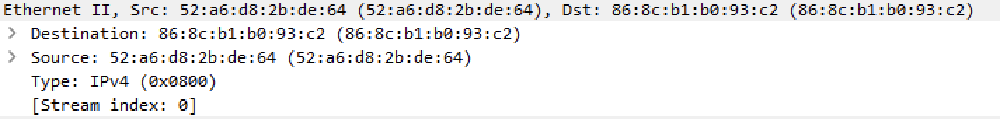 Ethernet II, Src: 52:a6:d8:2b:de:64 (52:a6:d8:2b:de:64), Dst: 86:8c:b1:b0:93:c2 (86:8c:b1:b0:93:c2)
> Destination: 86:8c:b1:b0:93:c2 (86:8c:b1:b0:93:c2)
> Source: 52:a6:d8:2b:de:64 (52:a6:d8:2b:de:64)
Type: IPv4 (0x0800)
[Stream index: 0]